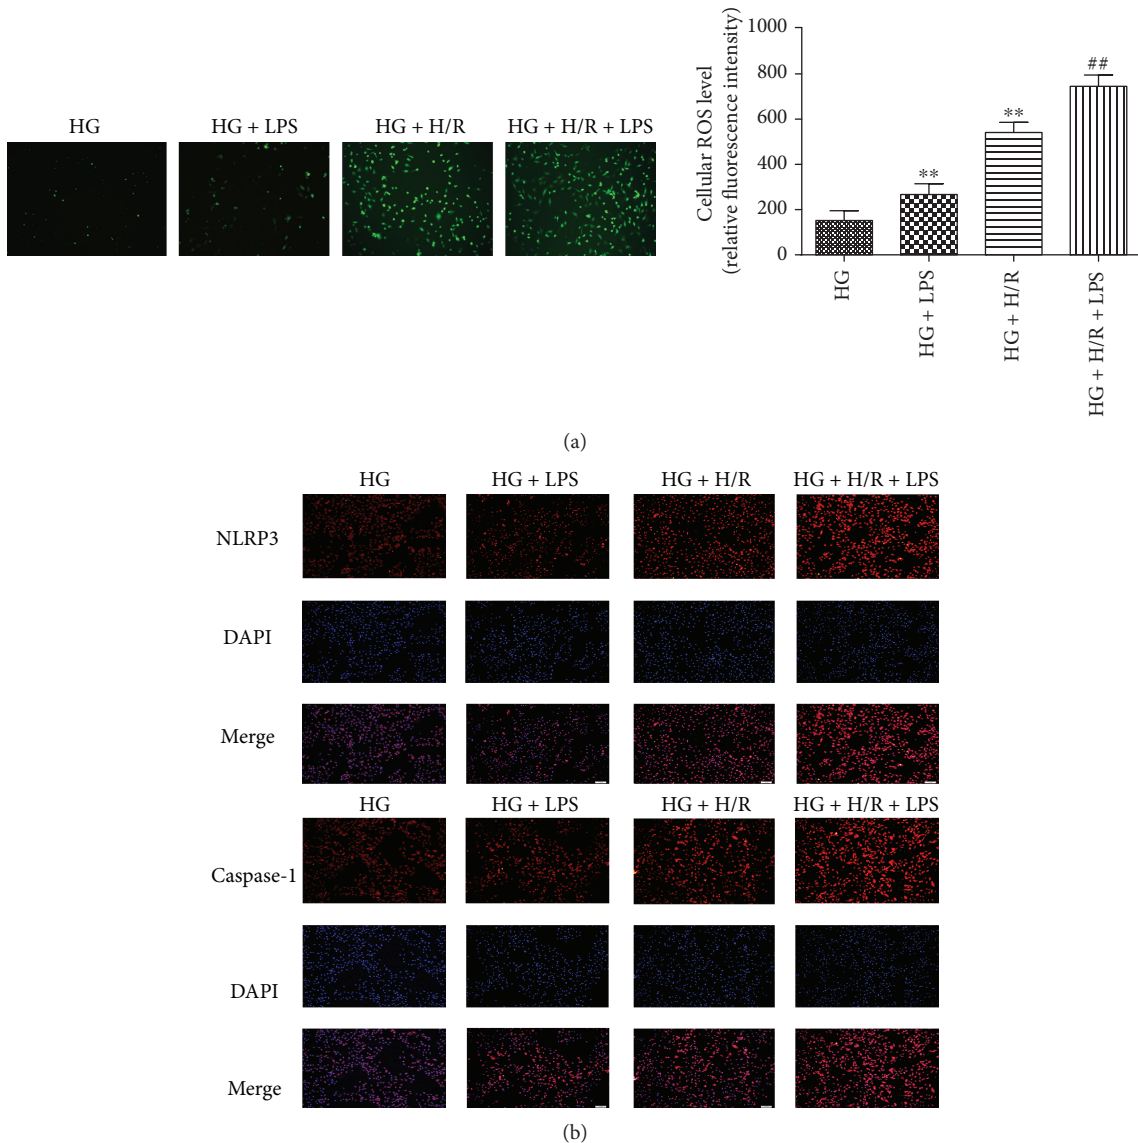 HG
HG + LPS
HG + H/R
HG + H/R + LPS
Cellular ROS level
(relative fluorescence intensity)
1000
800
600
400
200
0
**
**
##
HG
HG + LPS
HG + H/R
HG + H/R + LPS
(a)
HG
HG + LPS
HG + H/R
HG + H/R + LPS
NLRP3
DAPI
Merge
HG
HG + LPS
HG + H/R
HG + H/R + LPS
Caspase-1
DAPI
Merge
(b)